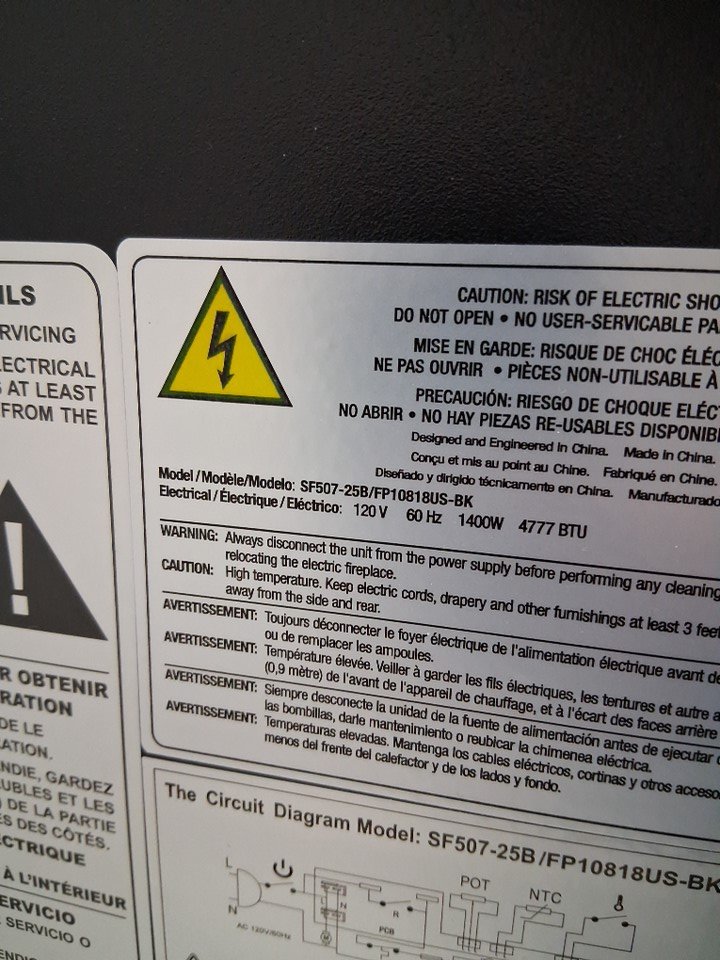 ILS
RVICING
ECTRICAL
AT LEAST
FROM THE
R OBTENIR
RATION
DE LE
ATION.
NDIE, GARDEZ
UBLES ET LES
DE LA PARTIE
S DES CÔTÉS.
CTRIQUE
À L'INTÉRIEUR
ERVICIO
SERVICIO O
CAUTION: RISK OF ELECTRIC SHO
DO NOT OPEN • NO USER-SERVICABLE PA
MISE EN GARDE: RISQUE DE CHOC ÉLÉC
NE PAS OUVRIR • PIÈCES NON-UTILISABLE À
PRECAUCIÓN: RIESGO DE CHOQUE ELÉCT
NO ABRIR • NO HAY PIEZAS RE-USABLES DISPONIB
Designed and Engineered in China. Made in China.
Conçu et mis au point au Chine. Fabriqué en Chine.
Diseñado y dirigido técnicamente en China. Manufacturado
Model/Modèle/Modelo: SF507-25B/FP10818US-BK
Electrical/Électrique/Eléctrico: 120V 60 Hz 1400W 4777 BTU
WARNING: Always disconnect the unit from the power supply before performing any cleaning
relocating the electric fireplace.
CAUTION: High temperature. Keep electric cords, drapery and other furnishings at least 3 feet
away from the side and rear.
AVERTISSEMENT: Toujours déconnecter le foyer électrique de l'alimentation électrique avant de
ou de remplacer les ampoules.
AVERTISSEMENT: Température élevée. Veiller à garder les fils électriques, les tentures et autre a
(0,9 mètre) de l'avant de l'appareil de chauffage, et à l'écart des faces arrière
AVERTISSEMENT: Siempre desconecte la unidad de la fuente de alimentación antes de ejecutar
las bombillas, darle mantenimiento o reubicar la chimenea eléctrica.
AVERTISSEMENT: Temperaturas elevadas. Mantenga los cables eléctricos, cortinas y otros acceso
menos del frente del calefactor y de los lados y fondo.
The Circuit Diagram Model: SF507-25B/FP10818US-BK
L
N
AC 120V/60HZ
L
N
M
R
PCB
POT
NTC